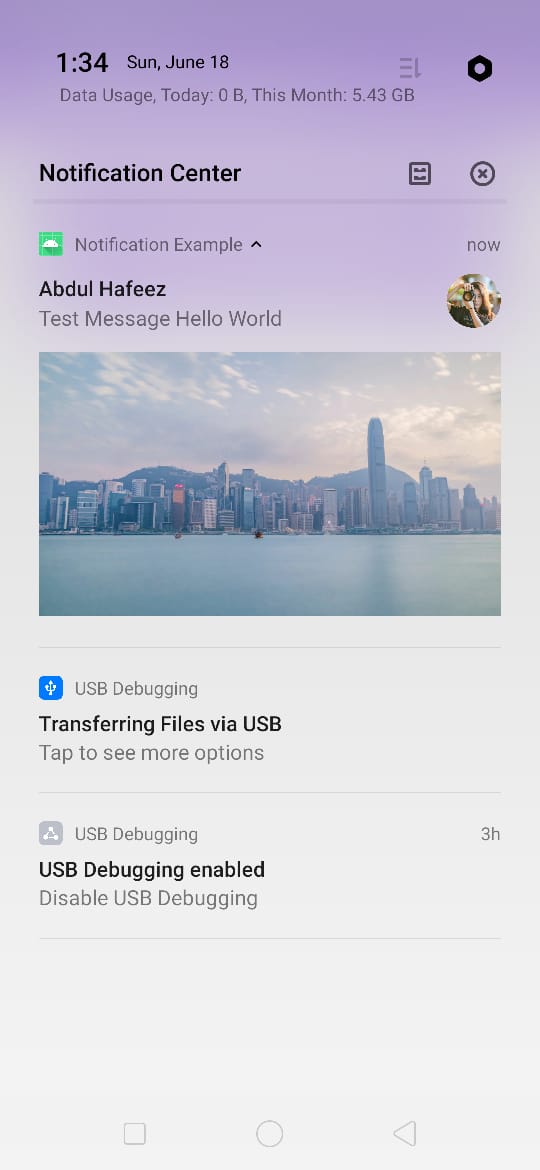 1:34 Sun, June 18
Data Usage, Today: 0 B, This Month: 5.43 GB
Notification Center
Notification Example now
Abdul Hafeez
Test Message Hello World
USB Debugging
Transferring Files via USB
Tap to see more options
USB Debugging 3h
USB Debugging enabled
Disable USB Debugging